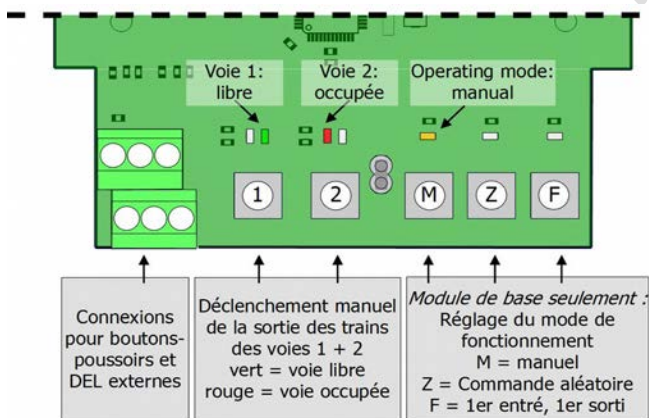 Voie 1:
libre
Voie 2:
occupée
Operating mode:
manual
1
2
M
Z
F
Connexions
pour boutons-
poussoirs et
DEL externes
Déclenchement manuel
de la sortie des trains
des voies 1 + 2
vert = voie libre
rouge = voie occupée
Module de base seulement :
Réglage du mode de
fonctionnement
M = manuel
Z = Commande aléatoire
F = 1er entré, 1er sorti